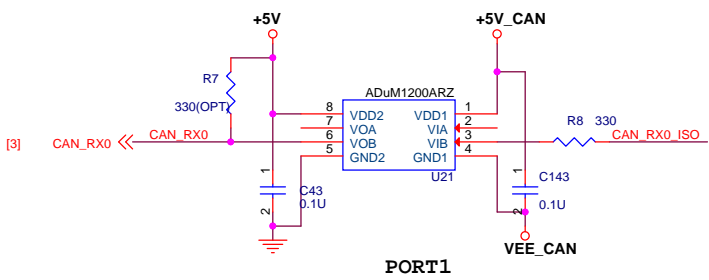 +5V
+5V_CAN
R7
330(OPT)
ADuM1200ARZ
8 VDD2 VDD1 1
7 VOA VIA 2
6 VOB VIB 3
5 GND2 GND1 4
U21
R8 330
[3] CAN_RX0 CAN_RX0
CAN_RX0_ISO
1
C43
0.1U
2
1
C143
0.1U
2
VEE_CAN
PORT1